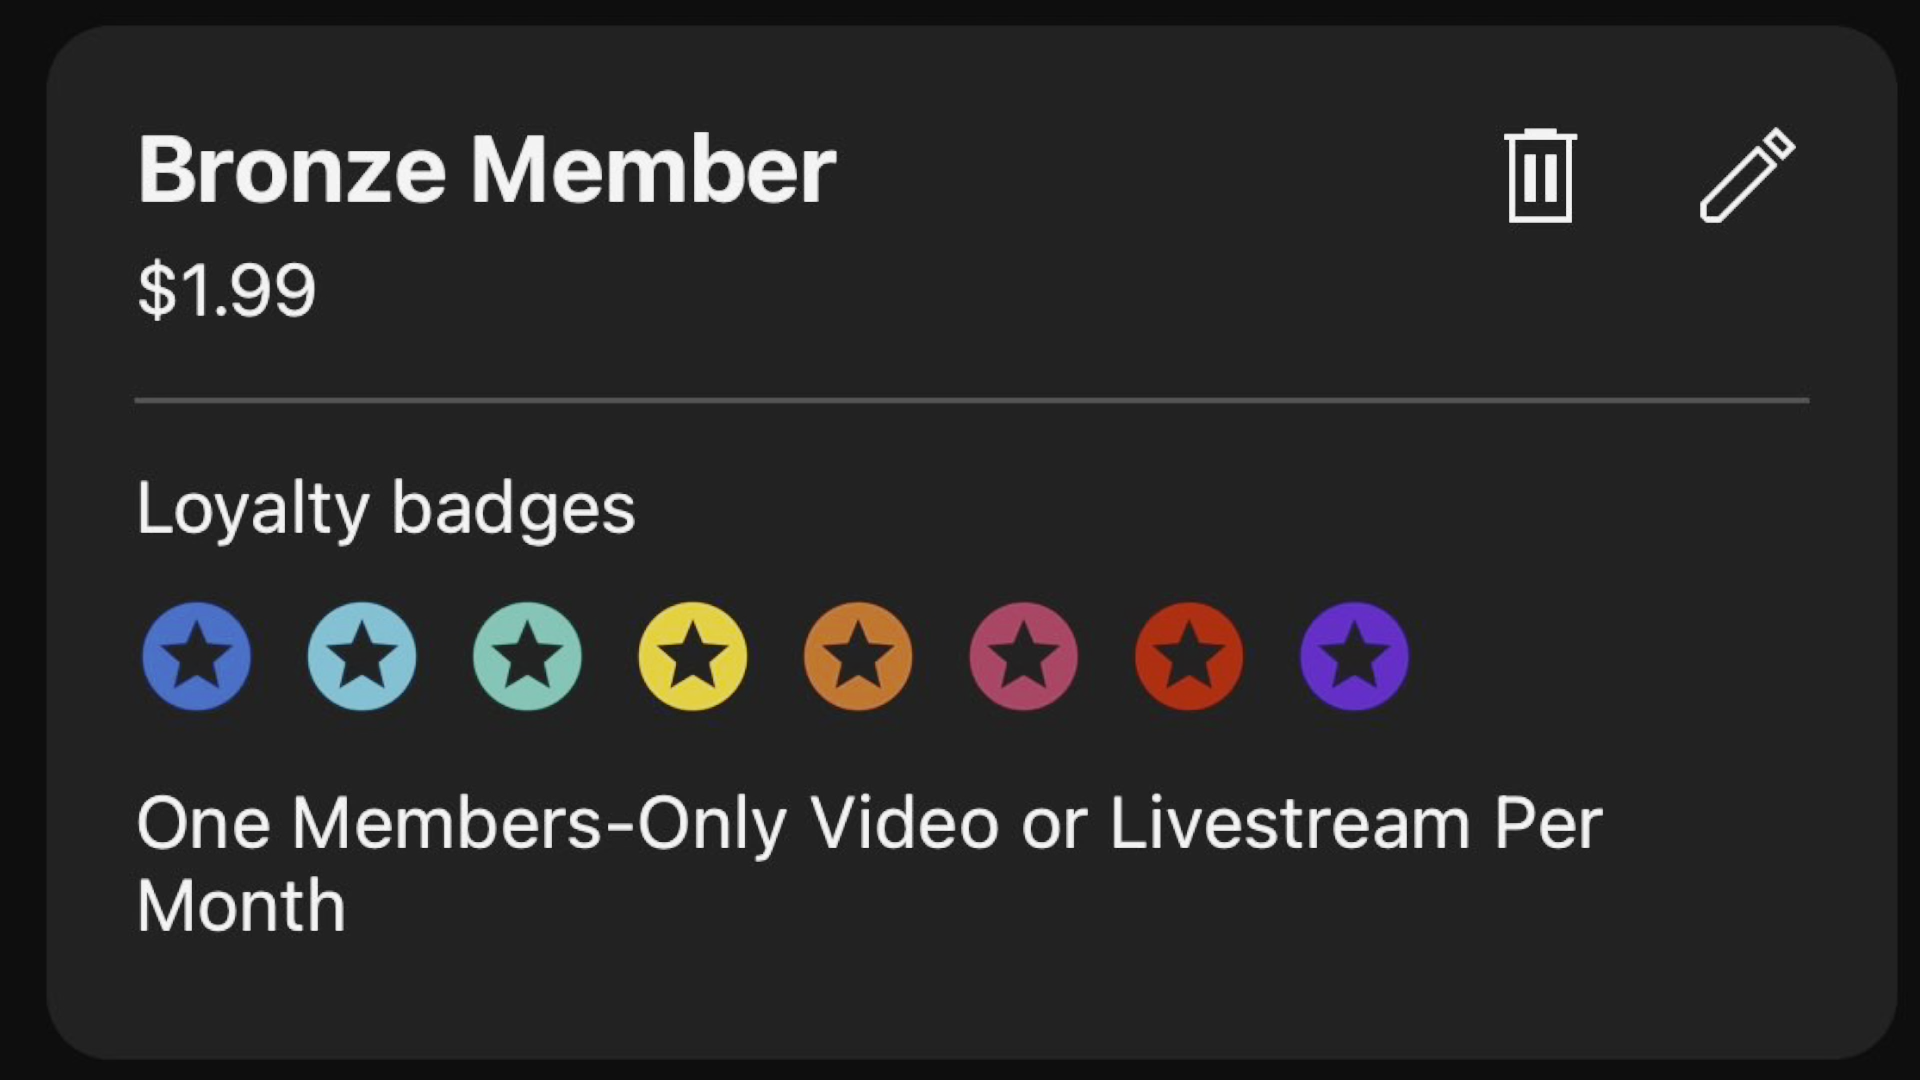 Bronze Member
$1.99
Loyalty badges
One Members-Only Video or Livestream Per
Month